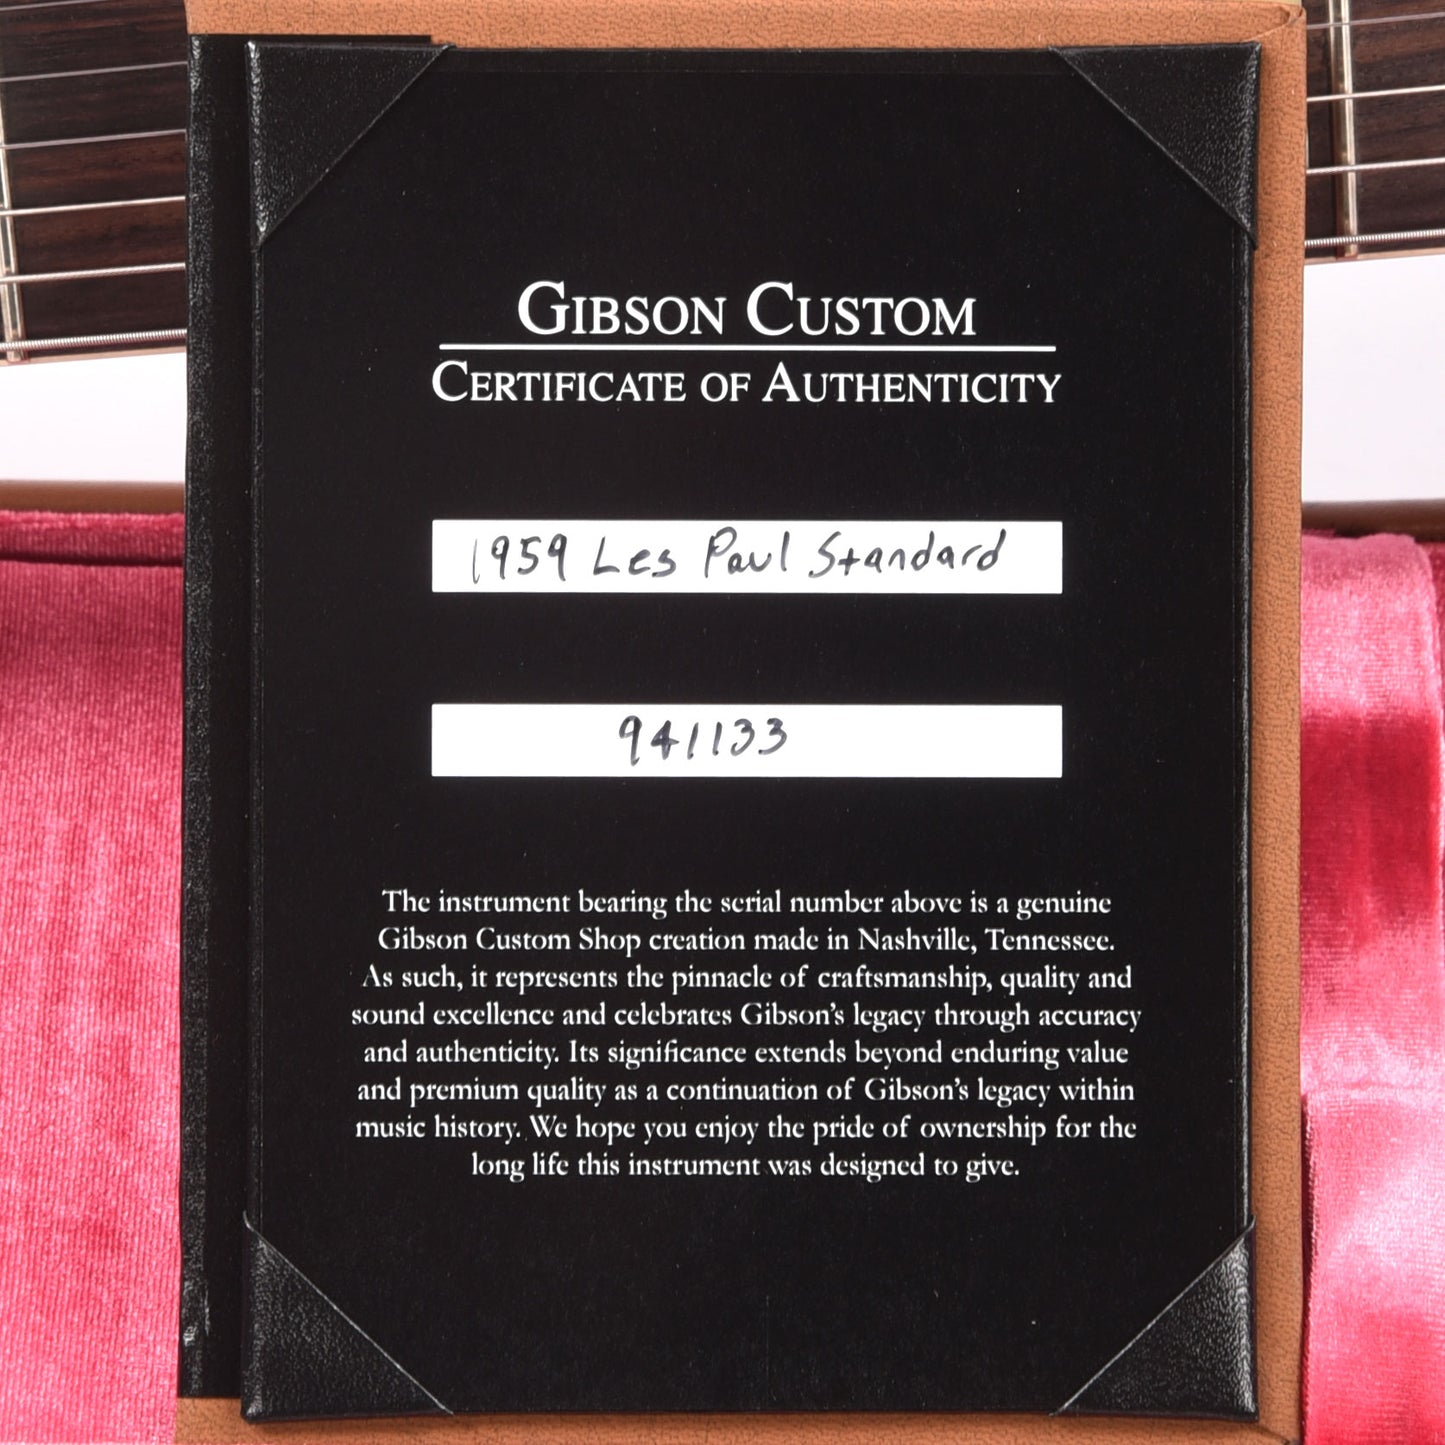 GIBSON CUSTOM
CERTIFICATE OF AUTHENTICITY
1959 Les Paul Standard
941133
The instrument bearing the serial number above is a genuine
Gibson Custom Shop creation made in Nashville, Tennessee.
As such, it represents the pinnacle of craftsmanship, quality and
sound excellence and celebrates Gibson's legacy through accuracy
and authenticity. Its significance extends beyond enduring value
and premium quality as a continuation of Gibson's legacy within
music history. We hope you enjoy the pride of ownership for the
long life this instrument was designed to give.